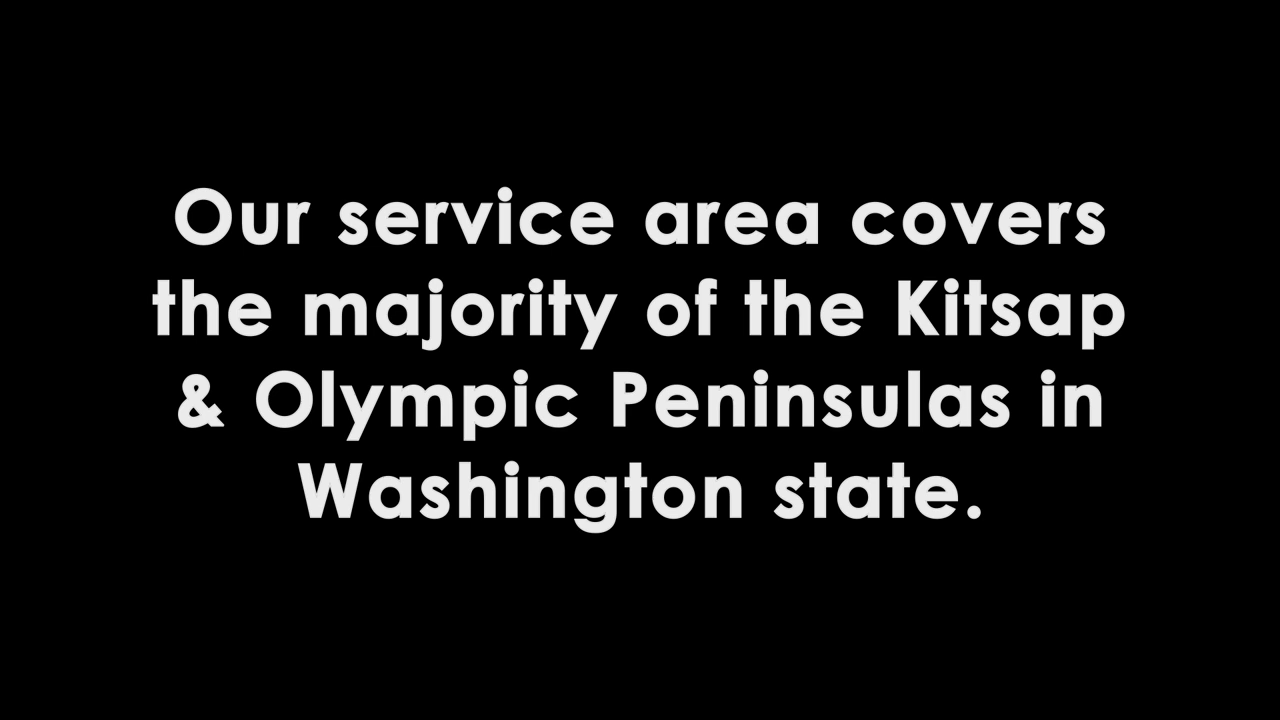 Our service area covers
the majority of the Kitsap
& Olympic Peninsulas in
Washington state.